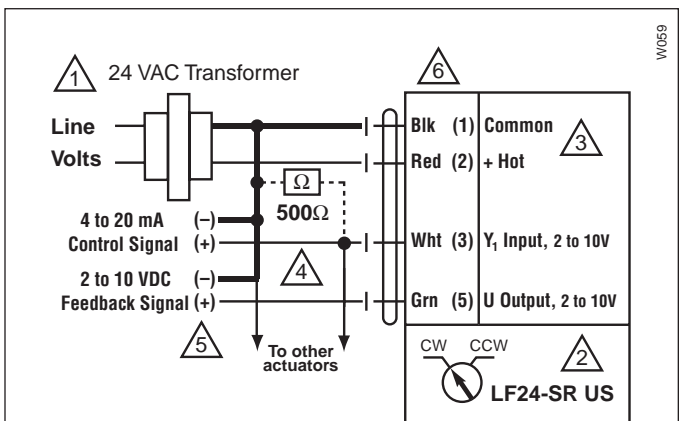 W059
1
24 VAC Transformer
6
Line
Volts
Blk (1) Common
3
Red (2) + Hot
Ω
500Ω
4 to 20 mA (–)
Control Signal (+)
Wht (3) Y1 Input, 2 to 10V
4
2 to 10 VDC (–)
Feedback Signal (+)
Grn (5) U Output, 2 to 10V
5
To other
actuators
CW CCW
2
LF24-SR US